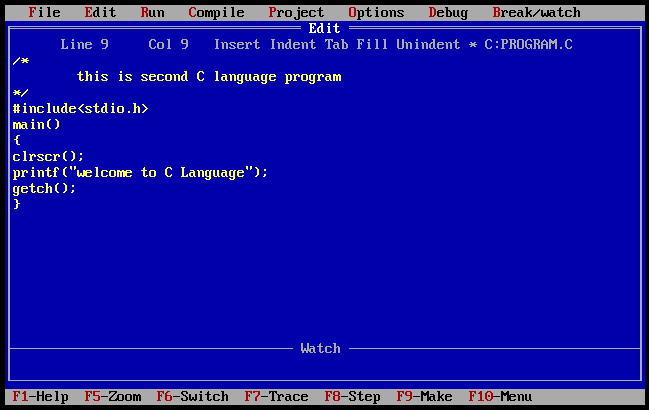 File Edit Run Compile Project Options Debug Break/watch
Edit
Line 9 Col 9 Insert Indent Tab Fill Unindent * C:PROGRAM.C
/*
this is second C language program
*/
#include<stdio.h>
main()
{
clrscr();
printf("welcome to C Language");
getch();
}
Watch
F1-Help F5-Zoom F6-Switch F7-Trace F8-Step F9-Make F10-Menu